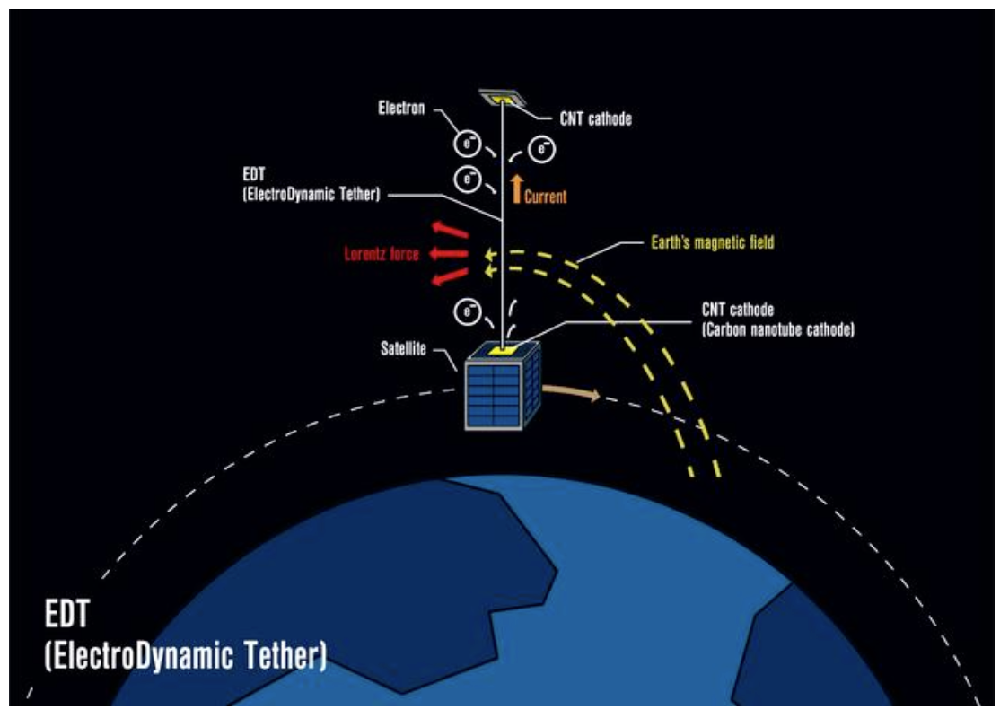 Electron
CNT cathode
e⁻
e⁻
EDT
(ElectroDynamic Tether)
e⁻
Current
Earth's magnetic field
Lorentz force
e⁻
CNT cathode
(Carbon nanotube cathode)
Satellite
EDT
(ElectroDynamic Tether)